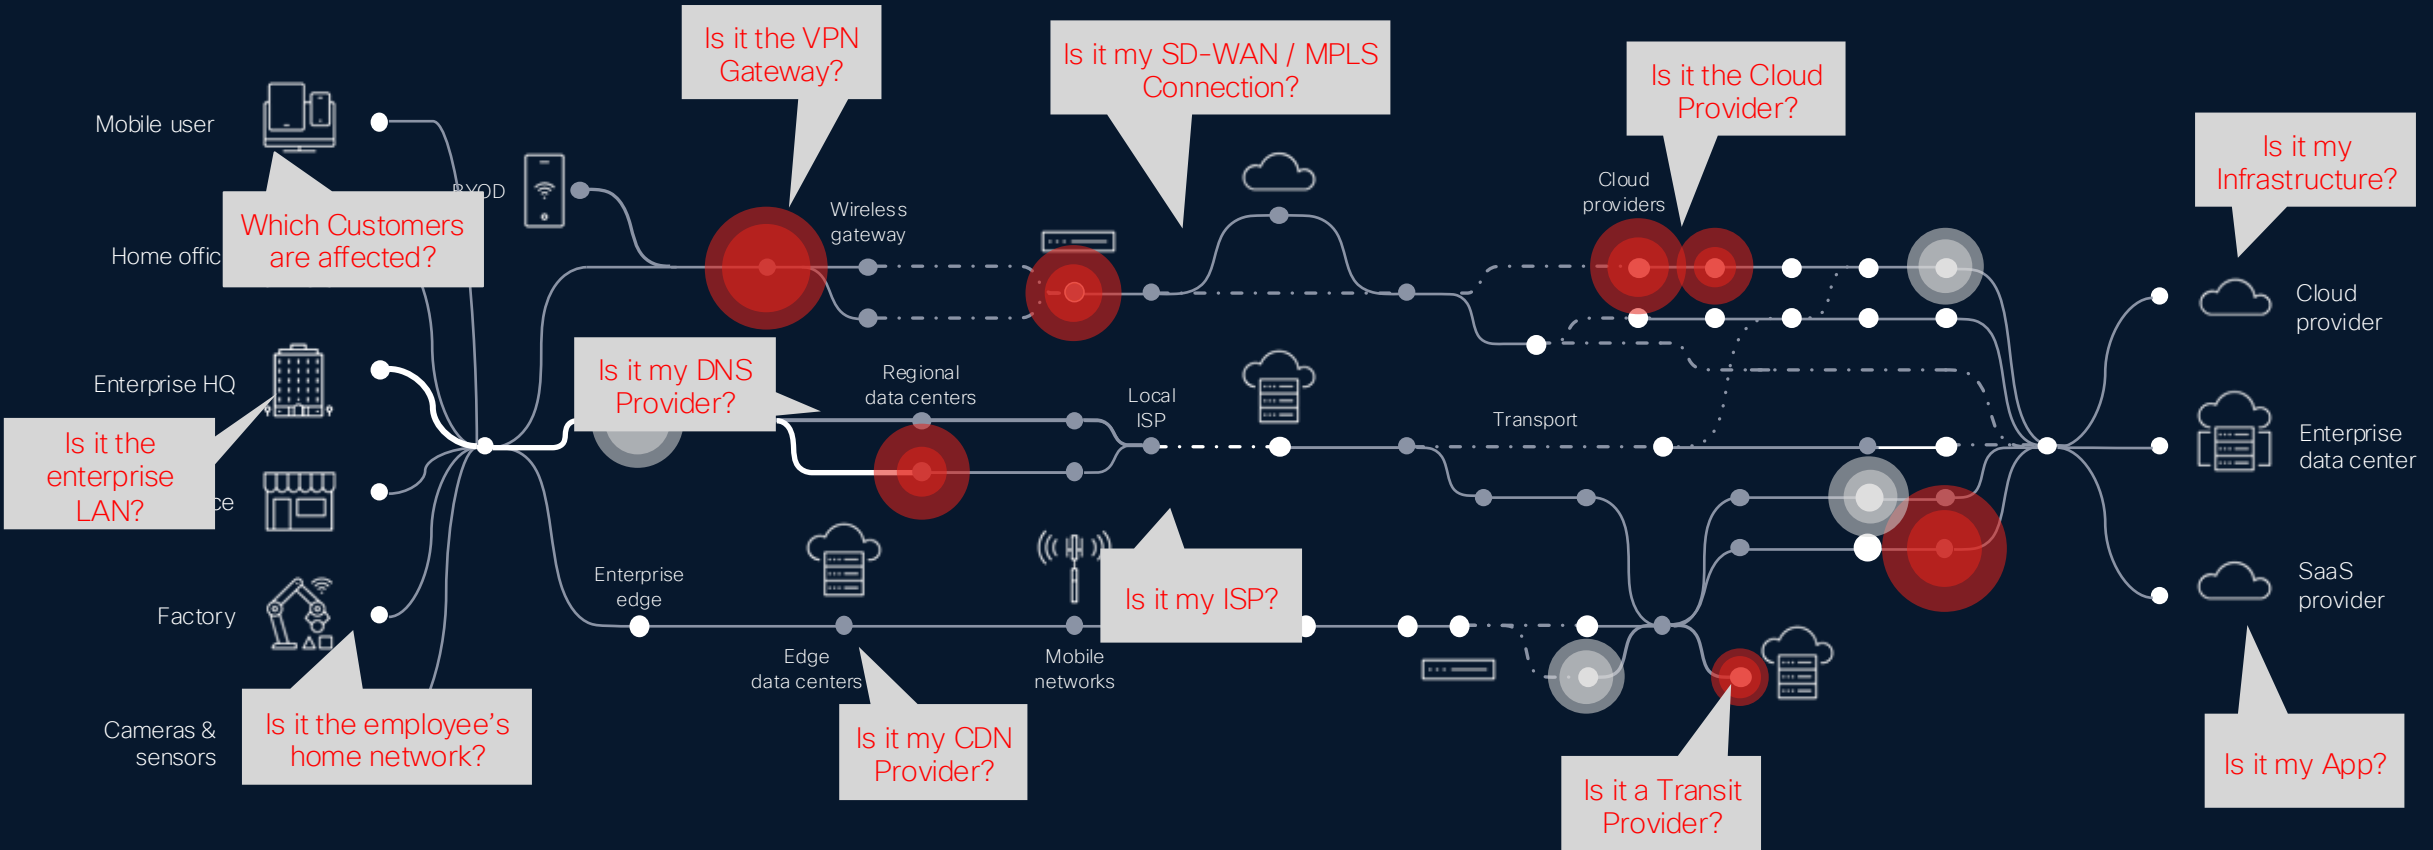 Is it the VPN
Gateway?
Is it my SD-WAN / MPLS
Connection?
Is it the Cloud
Provider?
Is it my
Infrastructure?
Mobile user
BYOD
Which Customers
are affected?
Home offic
Wireless
gateway
Cloud
providers
Cloud
provider
Enterprise HQ
Is it my DNS
Provider?
Regional
data centers
Local
ISP
Transport
Enterprise
data center
Is it the
enterprise
LAN?
ce
Factory
Enterprise
edge
Is it my ISP?
SaaS
provider
Edge
data centers
Mobile
networks
Cameras &
sensors
Is it the employee's
home network?
Is it my CDN
Provider?
Is it a Transit
Provider?
Is it my App?